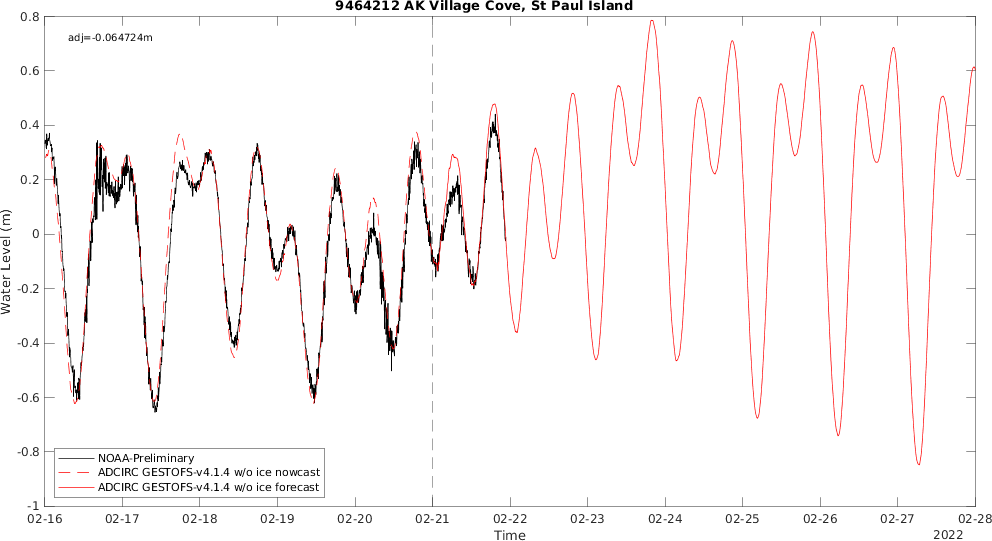 9464212 AK Village Cove, St Paul Island
adj=-0.064724m
0.8
0.6
0.4
0.2
0
-0.2
-0.4
-0.6
-0.8
-1
Water Level (m)
NOAA-Preliminary
ADCIRC GESTOFS-v4.1.4 w/o ice nowcast
ADCIRC GESTOFS-v4.1.4 w/o ice forecast
02-16 02-17 02-18 02-19 02-20 02-21 02-22 02-23 02-24 02-25 02-26 02-27 02-28
Time
2022